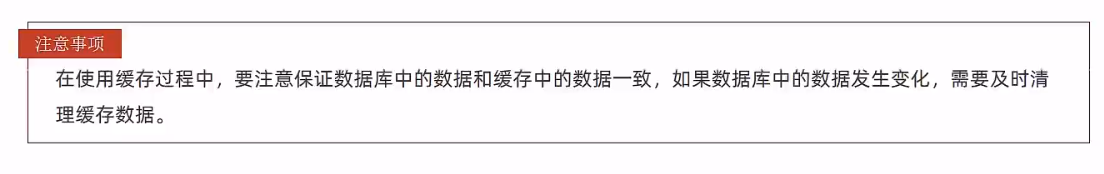 注意事项
在使用缓存过程中，要注意保证数据库中的数据和缓存中的数据一致，如果数据库中的数据发生变化，需要及时清
理缓存数据。